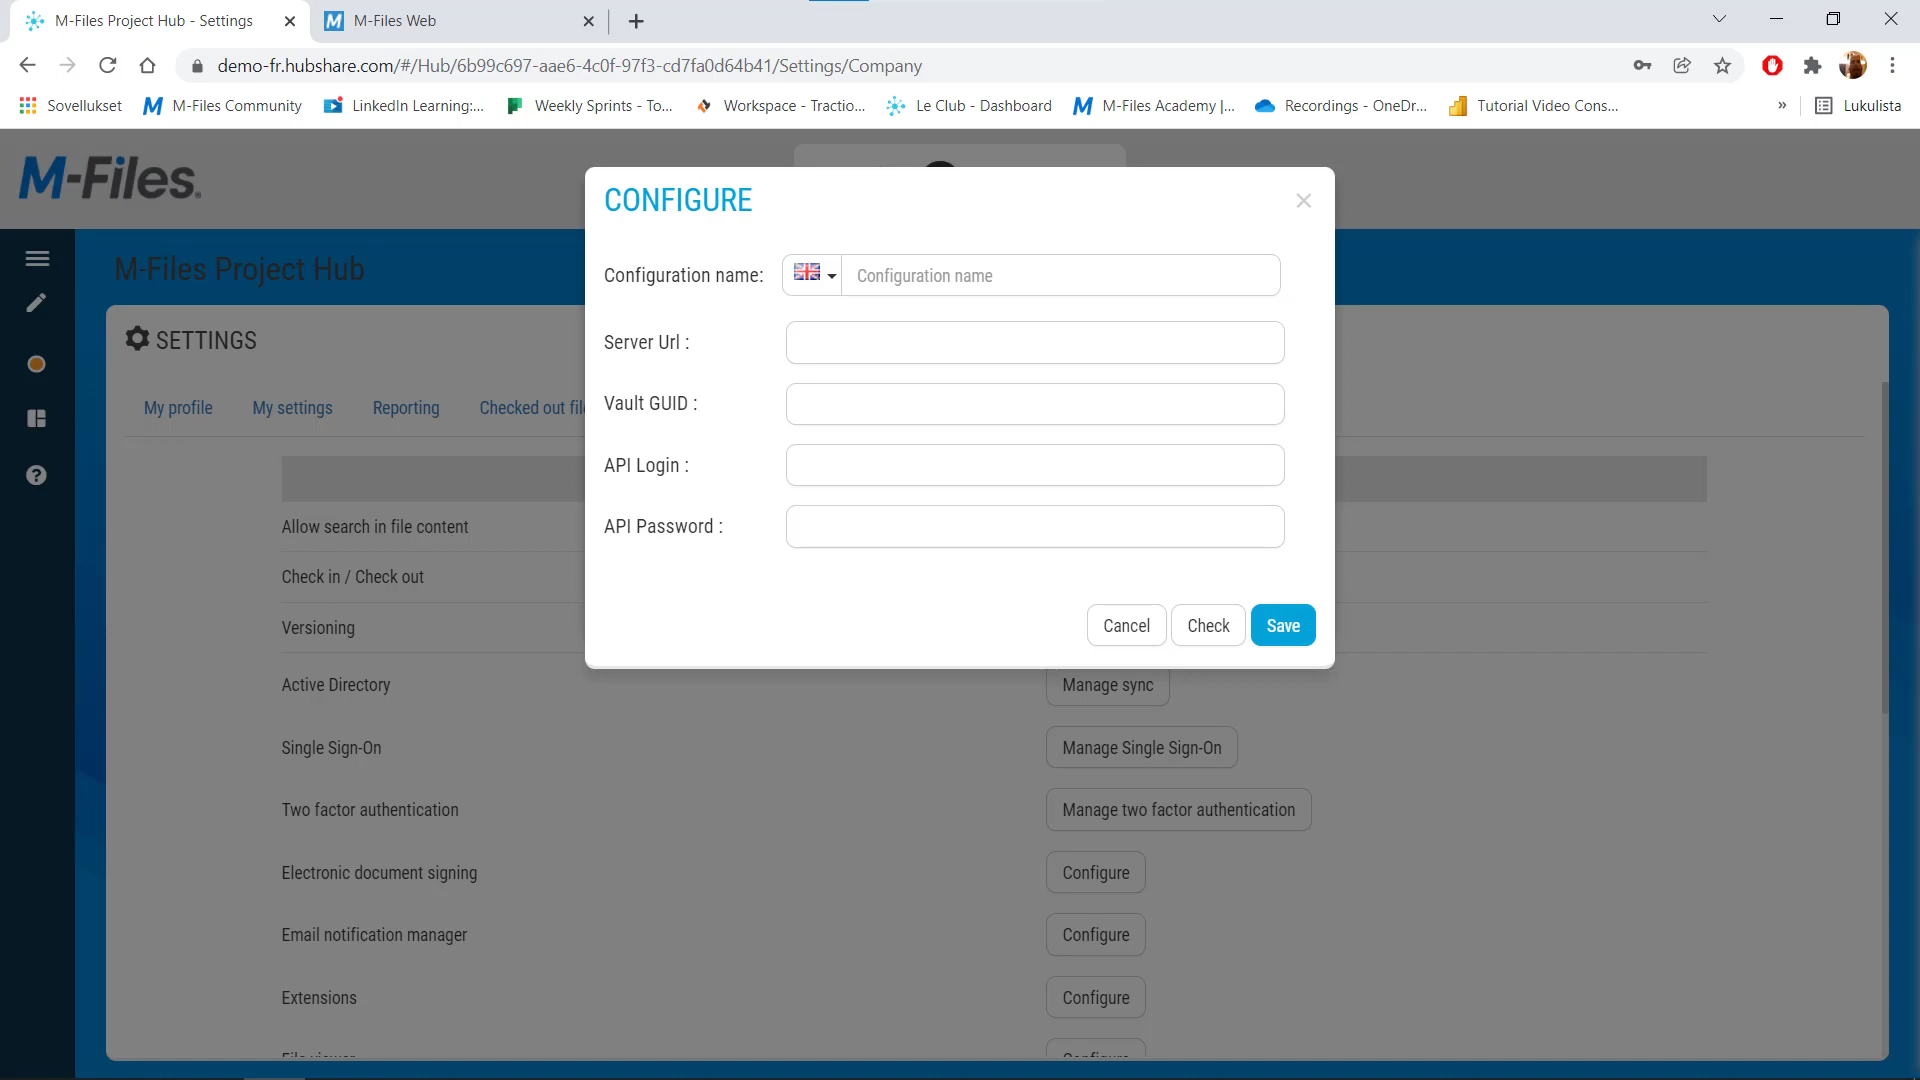 M-Files Project Hub - Settings
M-Files Web
demo-fr.hubshare.com/#/Hub/6b99c697-aae6-4c0f-97f3-cd7fa0d64b41/Settings/Company
Sovellukset
M-Files Community
LinkedIn Learning:...
Weekly Sprints - To...
Workspace - Tractio...
Le Club - Dashboard
M-Files Academy |...
Recordings - OneDr...
Tutorial Video Cons...
»
Lukulista
M-Files.
CONFIGURE
M-Files Project Hub
Configuration name:
Configuration name
SETTINGS
Server Url :
My profile
My settings
Reporting
Checked out file
Vault GUID :
API Login :
API Password :
Allow search in file content
Check in / Check out
Versioning
Cancel
Check
Save
Active Directory
Manage sync
Single Sign-On
Manage Single Sign-On
Two factor authentication
Manage two factor authentication
Electronic document signing
Configure
Email notification manager
Configure
Extensions
Configure
File viewer
Configure